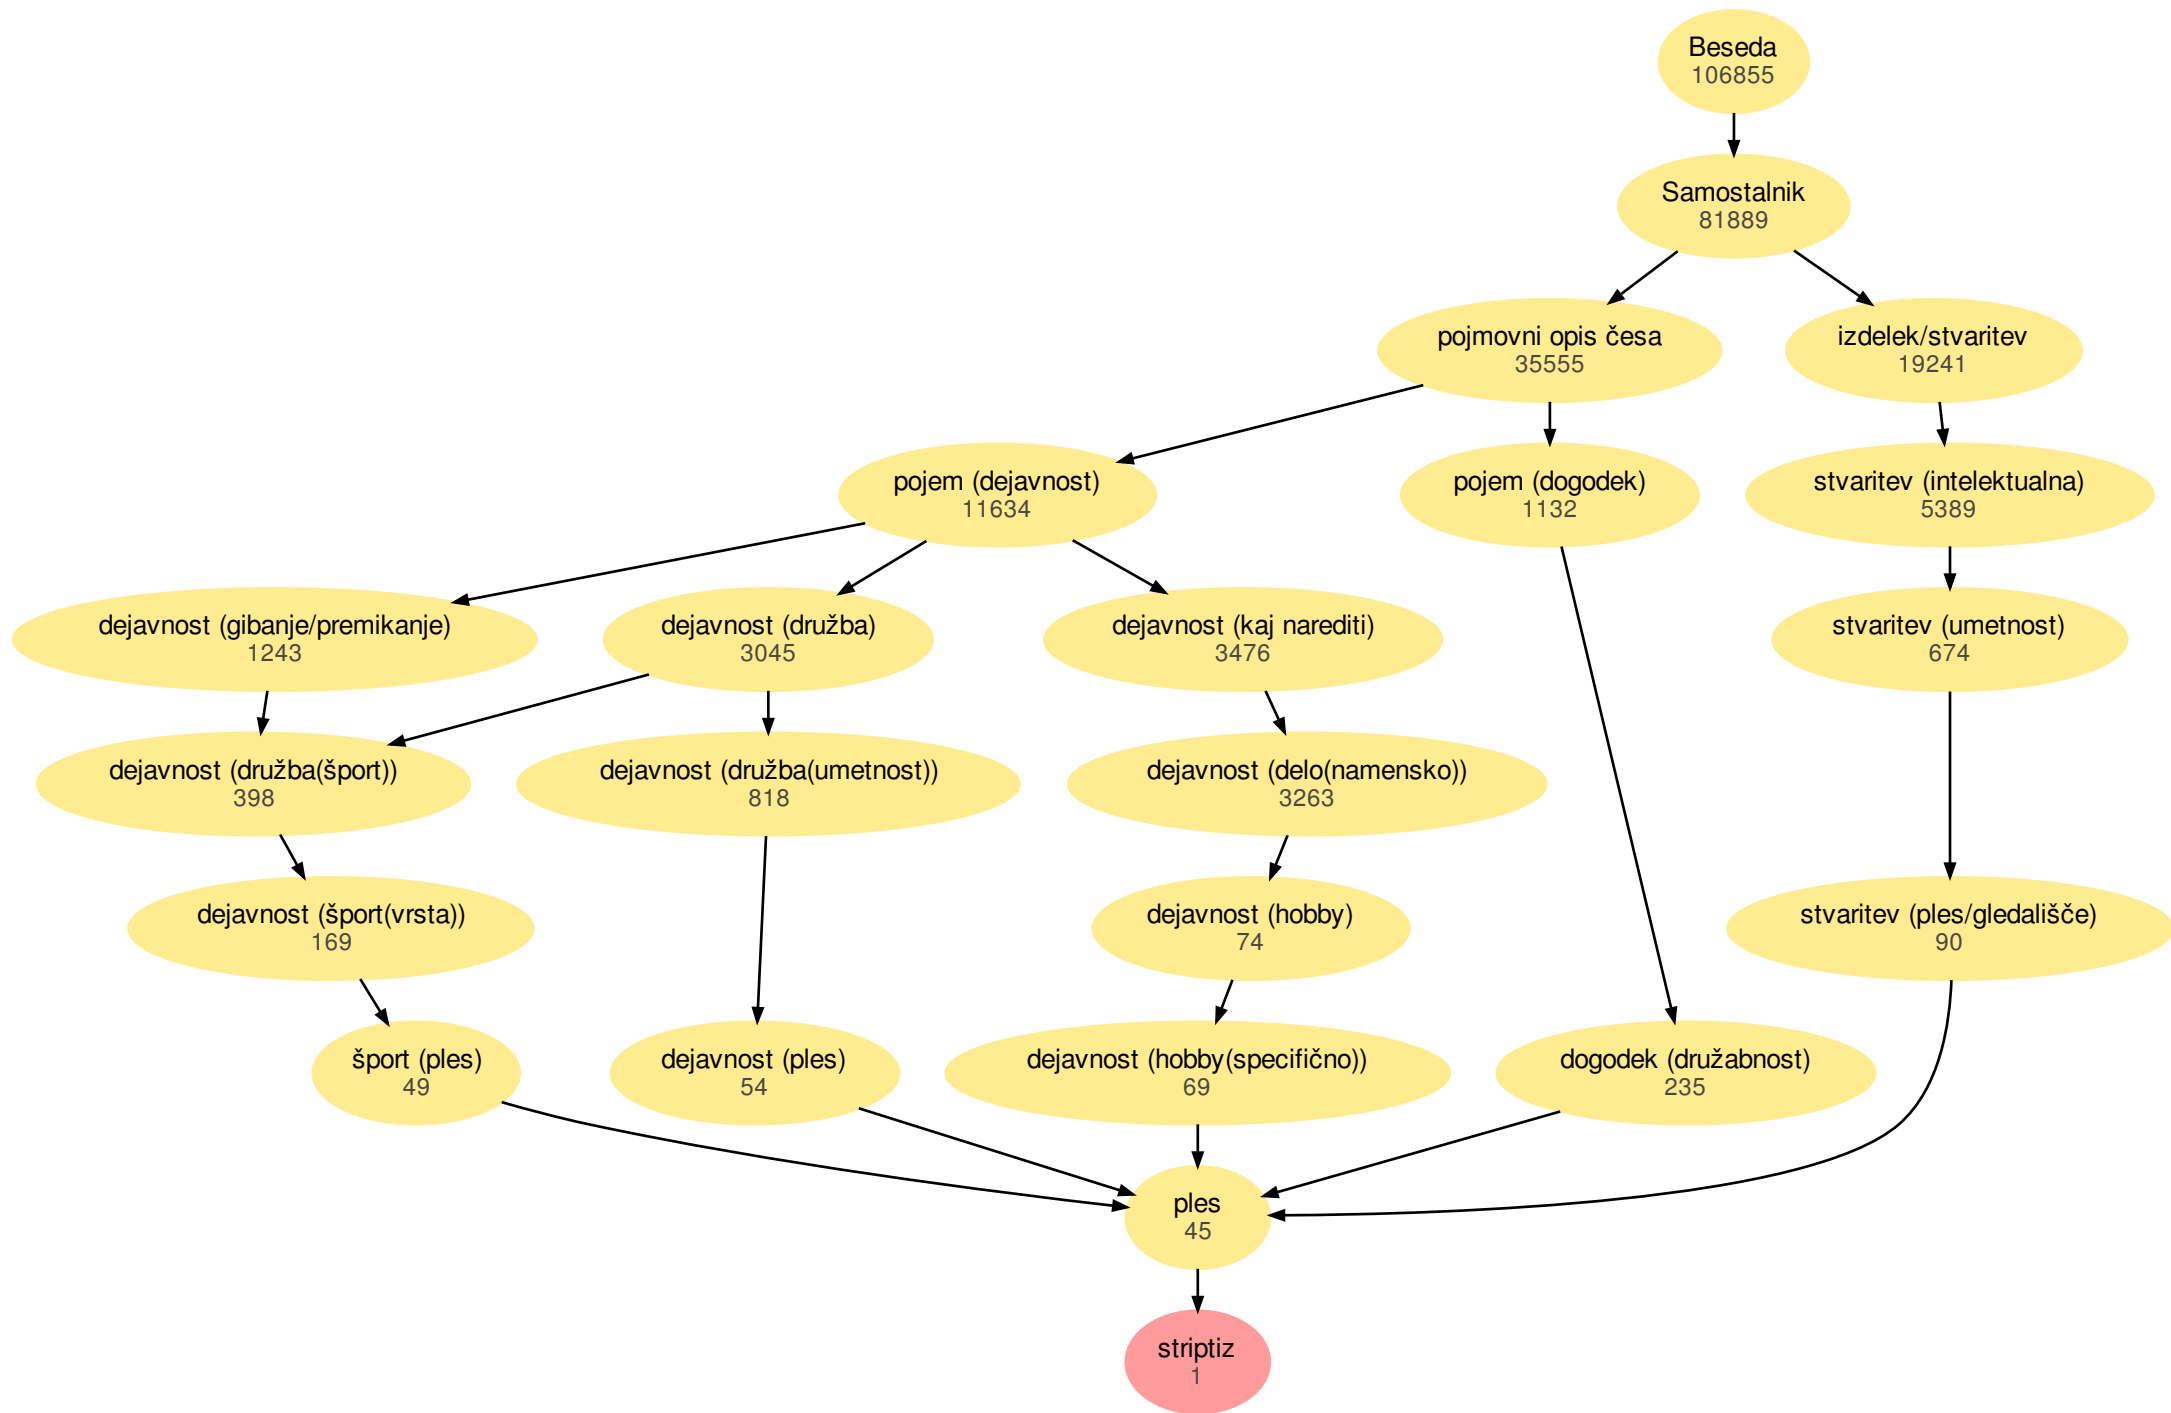 Beseda
106855
Samostalnik
81889
pojmovni opis česa
35555
izdelek/stvaritev
19241
pojem (dejavnost)
11634
pojem (dogodek)
1132
stvaritev (intelektualna)
5389
dejavnost (gibanje/premikanje)
1243
dejavnost (družba)
3045
dejavnost (kaj narediti)
3476
stvaritev (umetnost)
674
dejavnost (družba(šport))
398
dejavnost (družba(umetnost))
818
dejavnost (delo(namensko))
3263
dejavnost (šport(vrsta))
169
dejavnost (hobby)
74
stvaritev (ples/gledališče)
90
šport (ples)
49
dejavnost (ples)
54
dejavnost (hobby(specifično))
69
dogodek (družabnost)
235
ples
45
striptiz
1